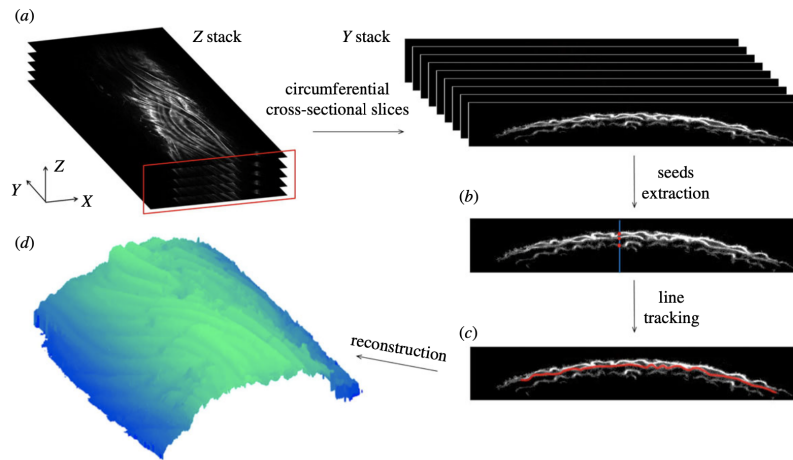 (a)
Z stack
Y stack
circumferential
cross-sectional slices
Z
Y
X
seeds
extraction
(b)
(d)
line
tracking
(c)
reconstruction